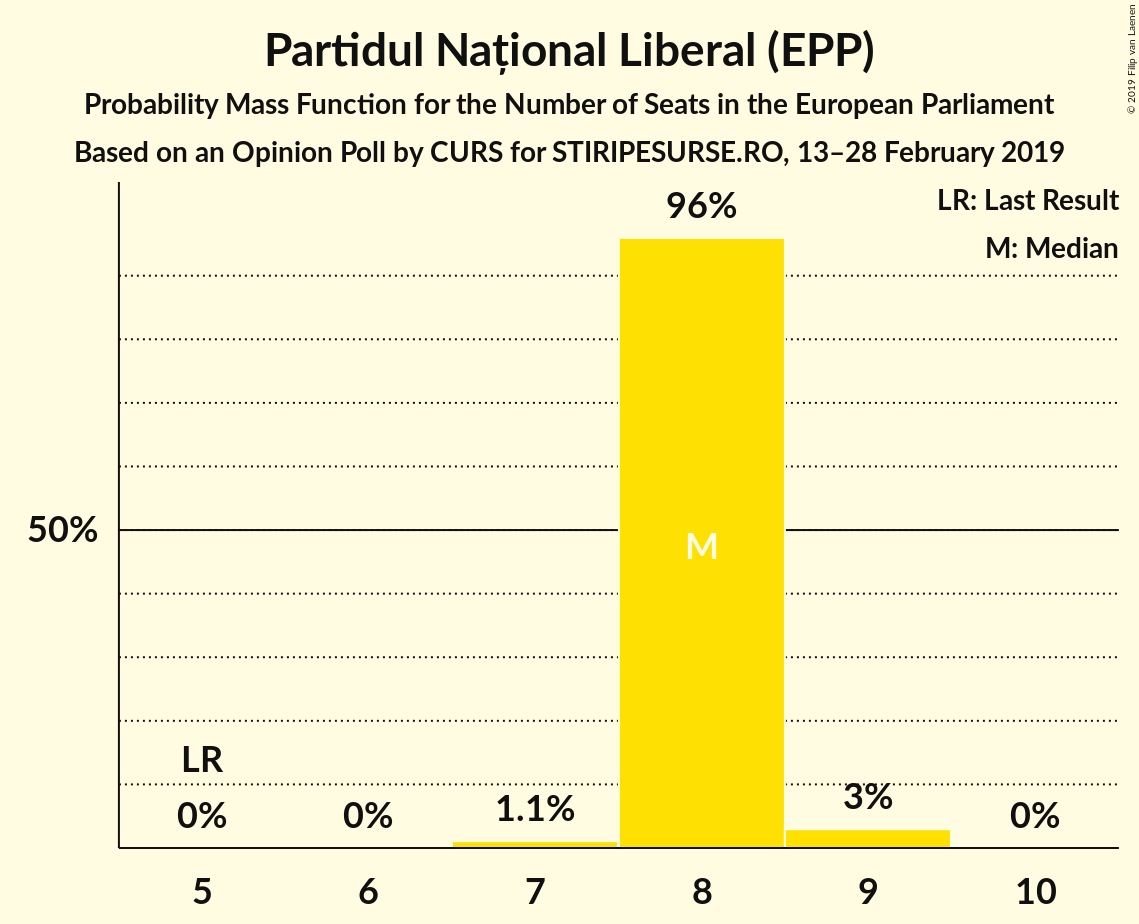 Partidul Național Liberal (EPP)
Probability Mass Function for the Number of Seats in the European Parliament
Based on an Opinion Poll by CURS for STIRIPESURSE.RO, 13–28 February 2019
© 2019 Filip van Laenen
LR: Last Result
M: Median
96%
50%
M
LR
0%
0%
1.1%
3%
0%
5
6
7
8
9
10